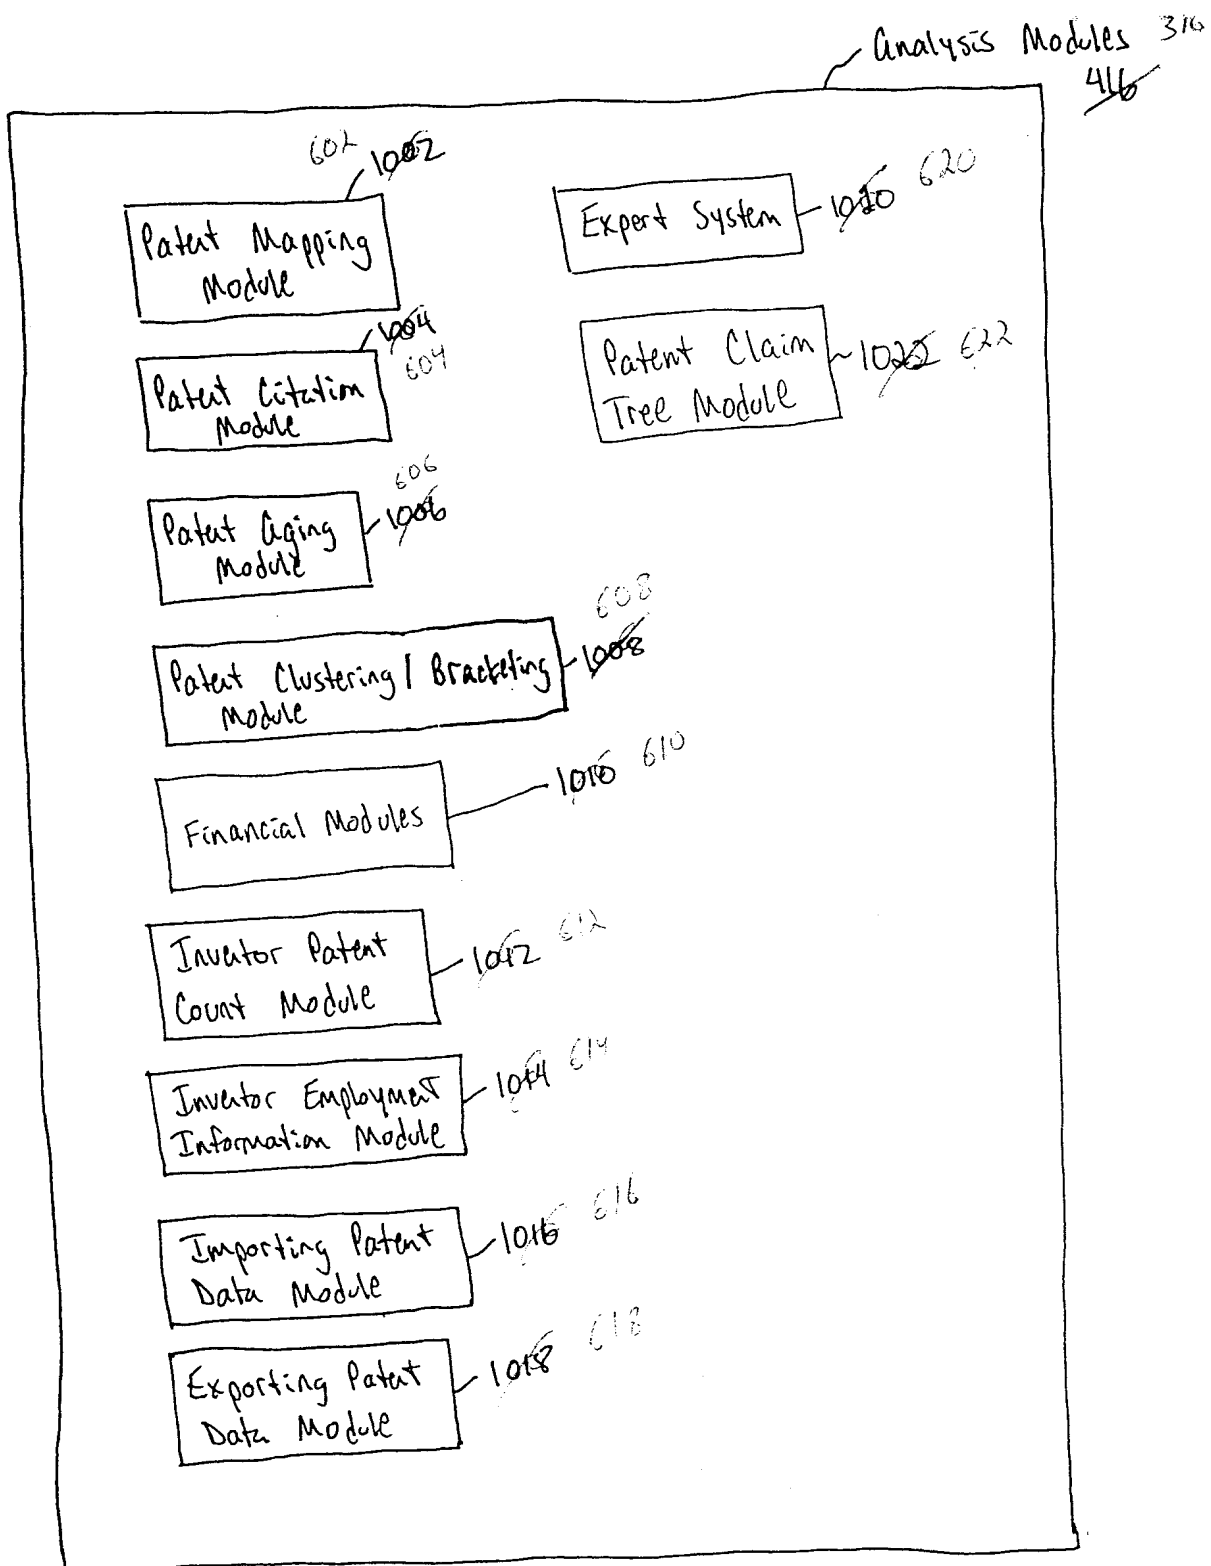 Analysis Modules 316
416
602 1002
Patent Mapping
Module
1004
604
Patent Citation
Module
606
1006
Patent Aging
Module
608
1008
Patent Clustering / Bracketing
Module
1010 610
Financial Modules
1012 612
Inventor Patent
Count Module
1014 614
Inventor Employment
Information Module
1016 616
Importing Patent
Data Module
1018 618
Exporting Patent
Data Module
Expert System 1020 620
Patent Claim
Tree Module
1022 622